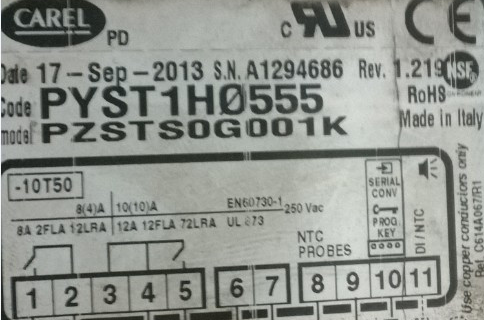 CAREL
PD
c RU US
CE
Date 17-Sep-2013 S.N. A1294686 Rev. 1.219
NSF
Code PYST1H0555
RoHS
model PZSTS0G001K
Made in Italy
-10T50
8(4)A 10(10)A EN60730-1 250 Vac
8A 2FLA 12LRA 12A 12FLA 72LRA UL 873
SERIAL
CONV
PROG
KEY
NTC
PROBES
DI/NTC
1 2 3 4 5 6 7 8 9 10 11
Use copper conductors only
Ref. C614A067/R1